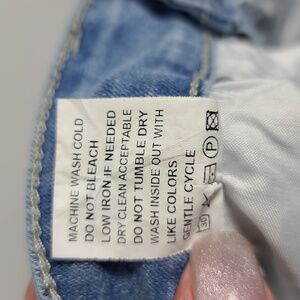 MACHINE WASH COLD
DO NOT BLEACH
LOW IRON IF NEEDED
DRY CLEAN ACCEPTABLE
DO NOT TUMBLE DRY
WASH INSIDE OUT WITH
LIKE COLORS
GENTLE CYCLE
30
P